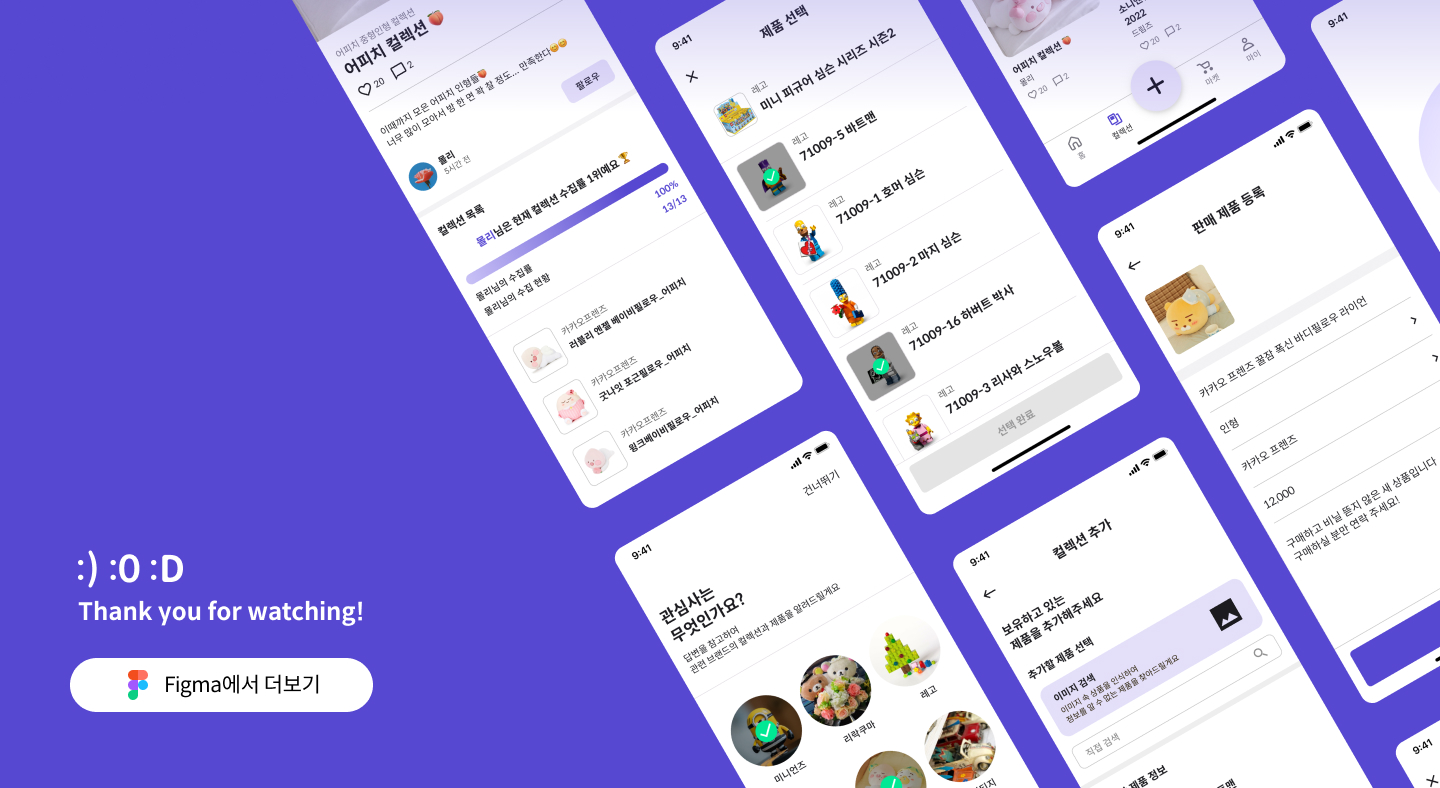 :) :0 :D
Thank you for watching!
Figma에서 더보기
어피치 중형인형 컬렉션
어피치 컬렉션 🍑
20 2
이때까지 모은 어피치 인형들🍑
너무 많이 모아서 방 한 면 꽉 찰 정도... 만족한다😊😊
팔로우
몰리
5시간 전
컬렉션 목록
몰리님은 현재 컬렉션 수집률 1위예요 🏆
몰리님의 수집률
100%
몰리님의 수집 현황
13/13
카카오프렌즈
러블리 엔젤 베이비필로우_어피치
카카오프렌즈
굿나잇 포근필로우_어피치
카카오프렌즈
윙크베이비필로우_어피치
9:41
제품 선택
레고
미니 피규어 심슨 시리즈 시즌2
레고
71009-5 바트맨
레고
71009-1 호머 심슨
레고
71009-2 마지 심슨
레고
71009-16 하버트 박사
레고
71009-3 리사와 스노우볼
선택 완료
9:41
건너뛰기
관심사는
무엇인가요?
답변을 참고하여
관련 브랜드의 컬렉션과 제품을 알려드릴게요
미니언즈
리락쿠마
레고
어피치 컬렉션 🍑
몰리
20 2
2022
드림즈
20 2
홈
컬렉션
마켓
마이
9:41
판매 제품 등록
카카오 프렌즈 꿀잠 폭신 바디필로우 라이언
인형
카카오 프렌즈
12,000
구매하고 비닐 뜯지 않은 새 상품입니다
구매하실 분만 연락 주세요!
9:41
컬렉션 추가
보유하고 있는
제품을 추가해주세요
추가할 제품 선택
이미지 검색
이미지 속 상품을 인식하여
정보를 알 수 없는 제품을 찾아드릴게요
직접 검색
제품 정보
9:41
9:41